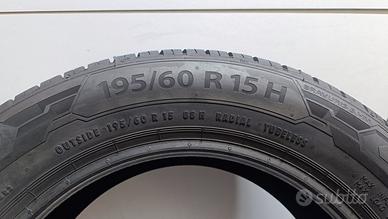 195/60 R 15 H
OUTSIDE 195/60 R 15 88 H RADIAL TUBELESS
subito